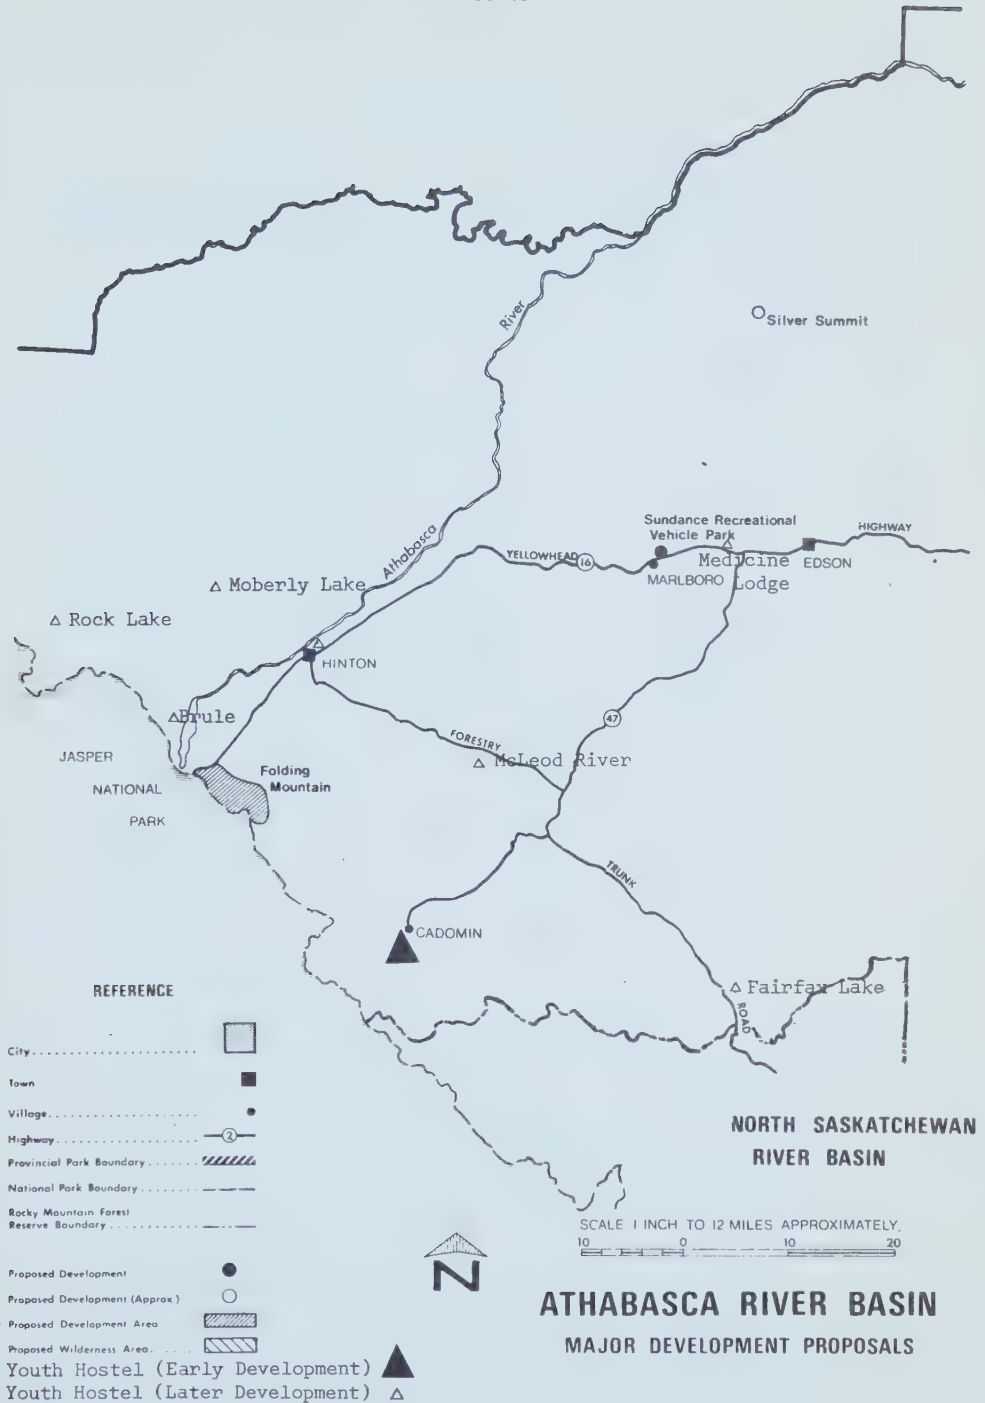 River
Silver Summit
Sundance Recreational
Vehicle Park
HIGHWAY
YELLOWHEAD
16
Medicine
Lodge
EDSON
MARLBORO
Athabasca
Moberly Lake
Rock Lake
HINTON
Brule
47
FORESTRY
McLeod River
JASPER
NATIONAL
PARK
Folding
Mountain
TRUNK
CADOMIN
Fairfax Lake
ROAD
REFERENCE
City
Town
Village
Highway
2
Provincial Park Boundary
National Park Boundary
Rocky Mountain Forest
Reserve Boundary
Proposed Development
Proposed Development (Approx)
Proposed Development Area
Proposed Wilderness Area
Youth Hostel (Early Development)
Youth Hostel (Later Development)
N
NORTH SASKATCHEWAN
RIVER BASIN
SCALE 1 INCH TO 12 MILES APPROXIMATELY.
10 0 10 20
ATHABASCA RIVER BASIN
MAJOR DEVELOPMENT PROPOSALS